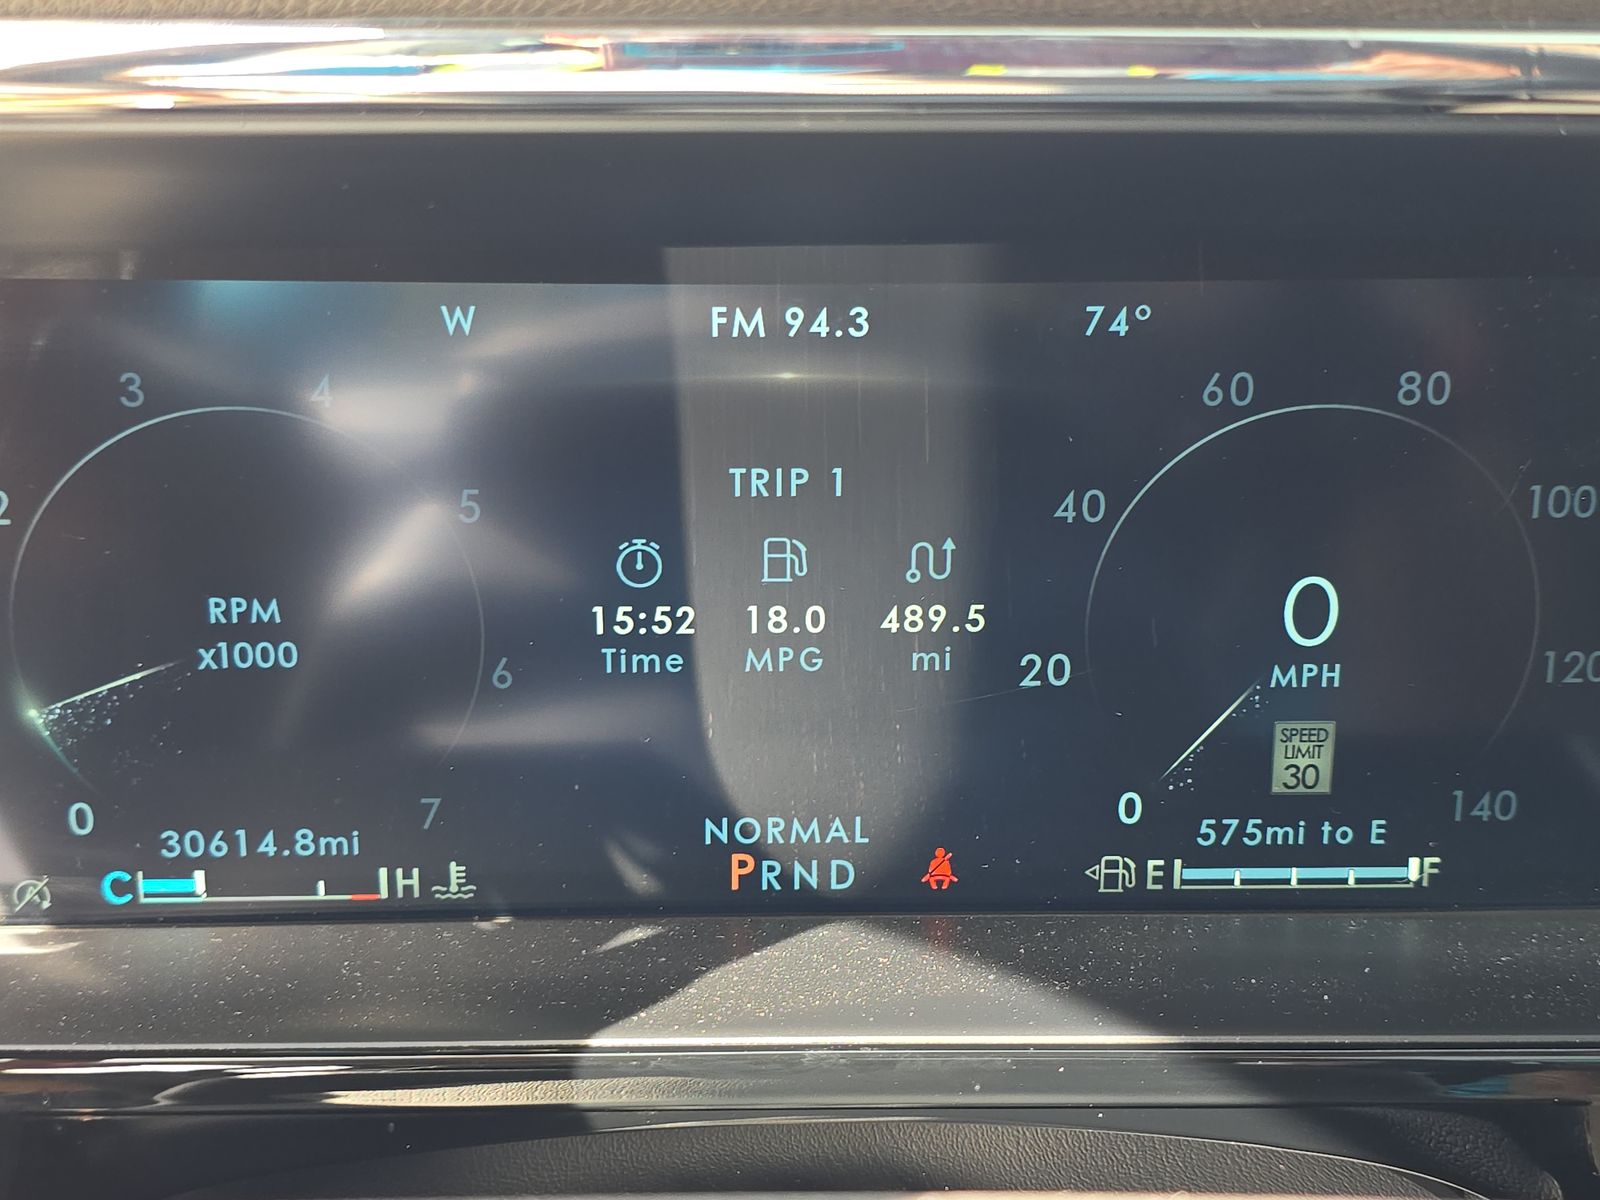 W
FM 94.3
74°
TRIP 1
15:52
Time
18.0
MPG
489.5
mi
2
3
4
5
6
7
0
RPM
x1000
30614.8mi
C
H
NORMAL
PRND
0
20
40
60
80
100
120
140
0
MPH
SPEED
LIMIT
30
575mi to E
E
F
A